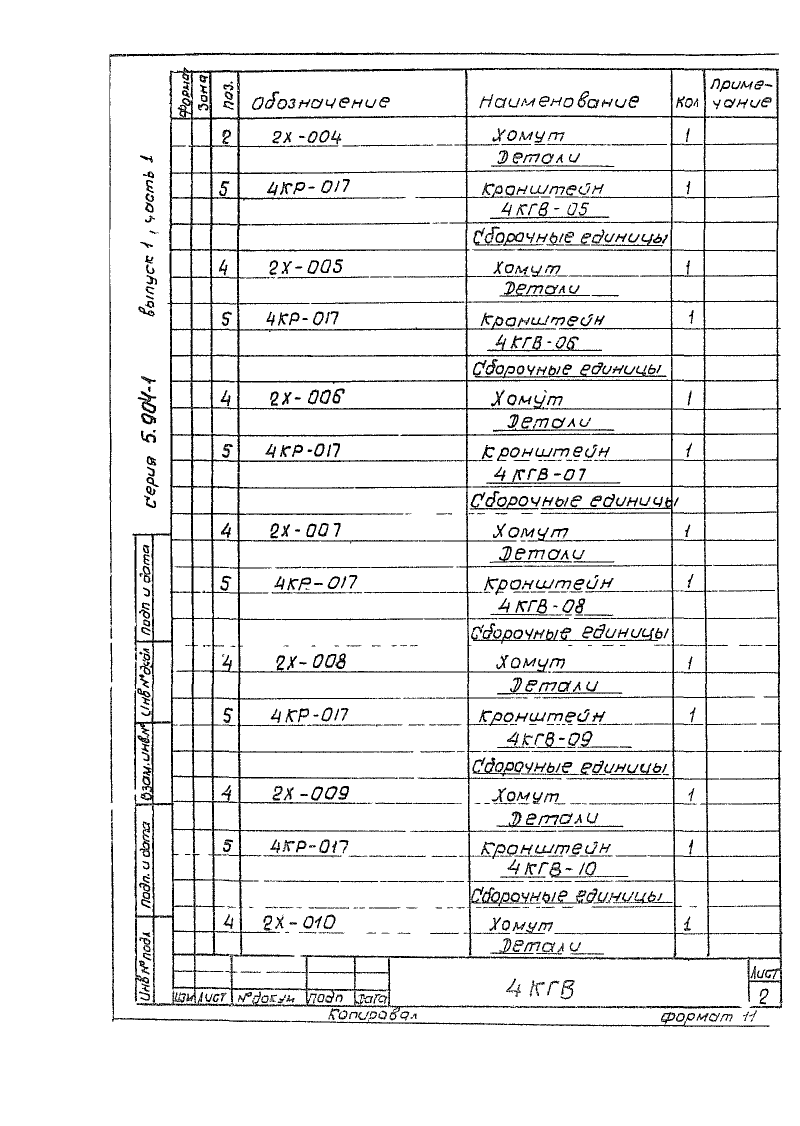 Серия 5.904-1 выпуск 1, часть 1
Формат Зона Поз. Обозначение Наименование Кол Приме-
чание
2 2Х-004 Хомут 1
Детали
5 4КР-017 Кронштейн 1
4КГВ-05
Сборочные единицы
4 2Х-005 Хомут 1
Детали
5 4КР-017 Кронштейн 1
4КГВ-06
Сборочные единицы
4 2Х-006 Хомут 1
Детали
5 4КР-017 Кронштейн 1
4КГВ-07
Сборочные единицы
4 2Х-007 Хомут 1
Детали
5 4КР-017 Кронштейн 1
4КГВ-08
Сборочные единицы
4 2Х-008 Хомут 1
Детали
5 4КР-017 Кронштейн 1
4КГВ-09
Сборочные единицы
4 2Х-009 Хомут 1
Детали
5 4КР-017 Кронштейн 1
4КГВ-10
Сборочные единицы
4 2Х-010 Хомут 1
Детали
Подп и дата
Инв № дубл
Взам. инв. №
Подп. и дата
Инв № подл
Изм Лист № докум Подп Дата
4КГВ
Лист
2
Копировал
формат 11